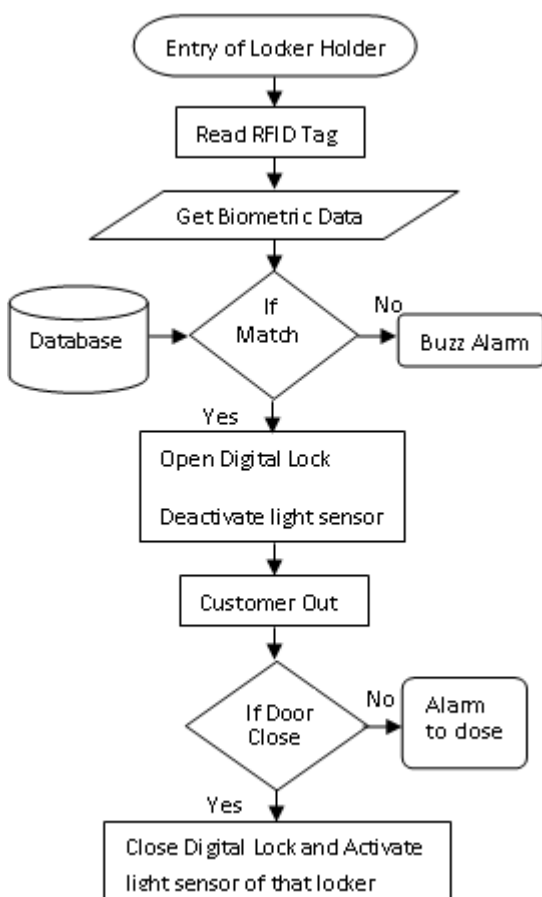 Entry of Locker Holder
Read RFID Tag
Get Biometric Data
If
Match
Database
No
Buzz Alarm
Yes
Open Digital Lock
Deactivate light sensor
Customer Out
If Door
Close
No
Alarm
to close
Yes
Close Digital Lock and Activate
light sensor of that locker